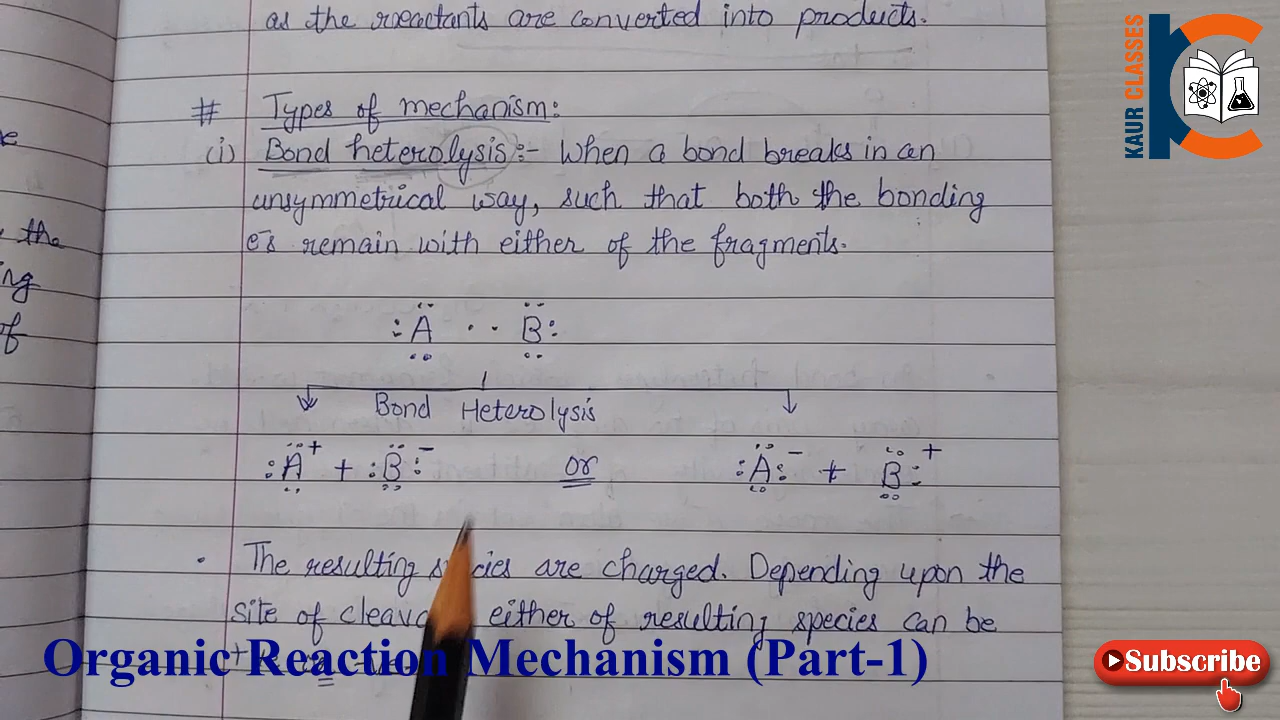 as the reactants are converted into products.
# Types of mechanism:
(i) Bond heterolysis :- When a bond breaks in an
unsymmetrical way, such that both the bonding
e⁻s remain with either of the fragments.
:A · · B:
Bond Heterolysis
:A⁺ + :B:⁻ or :A:⁻ + B:⁺
· The resulting species are charged. Depending upon the
site of either of resulting species can be
the
ing
of
Organic Reaction Mechanism (Part-1)
KAUR CLASSES
Subscribe